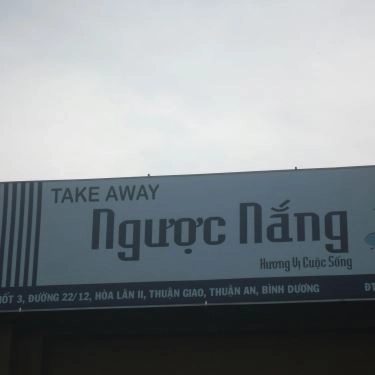 TAKE AWAY
Ngược Nắng
Hương Vị Cuộc Sống
ĐƯỜNG 22/12, HÒA LÂN II, THUẬN GIAO, THUẬN AN, BÌNH DƯƠNG